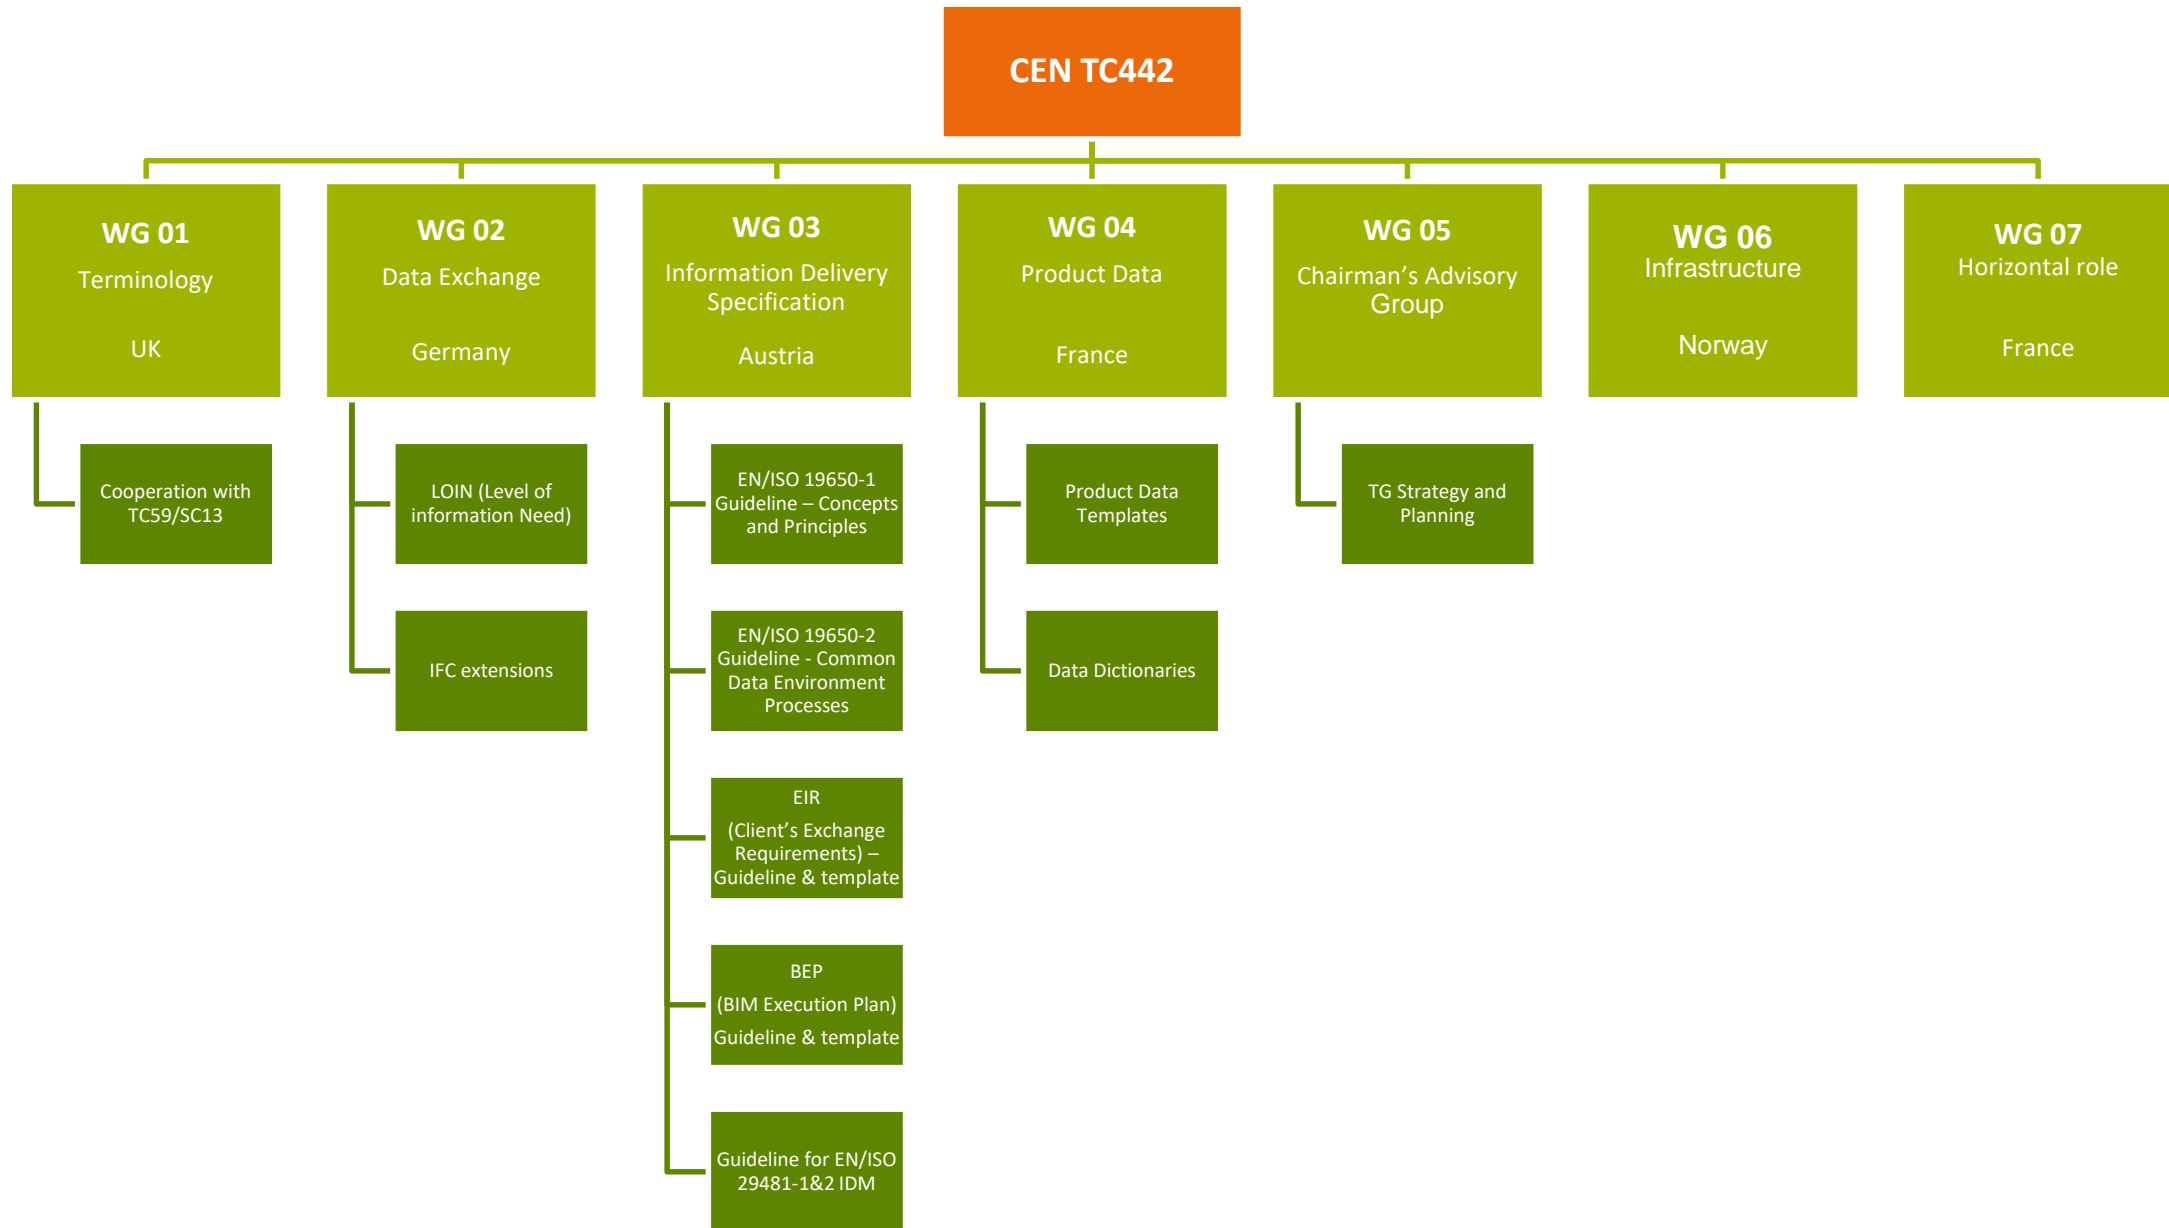 CEN TC442
WG 01
Terminology
UK
WG 02
Data Exchange
Germany
WG 03
Information Delivery
Specification
Austria
WG 04
Product Data
France
WG 05
Chairman’s Advisory
Group
WG 06
Infrastructure
Norway
WG 07
Horizontal role
France
Cooperation with
TC59/SC13
LOIN (Level of
information Need)
IFC extensions
EN/ISO 19650-1
Guideline – Concepts
and Principles
EN/ISO 19650-2
Guideline - Common
Data Environment
Processes
EIR
(Client’s Exchange
Requirements) –
Guideline & template
BEP
(BIM Execution Plan)
Guideline & template
Guideline for EN/ISO
29481-1&2 IDM
Product Data
Templates
Data Dictionaries
TG Strategy and
Planning